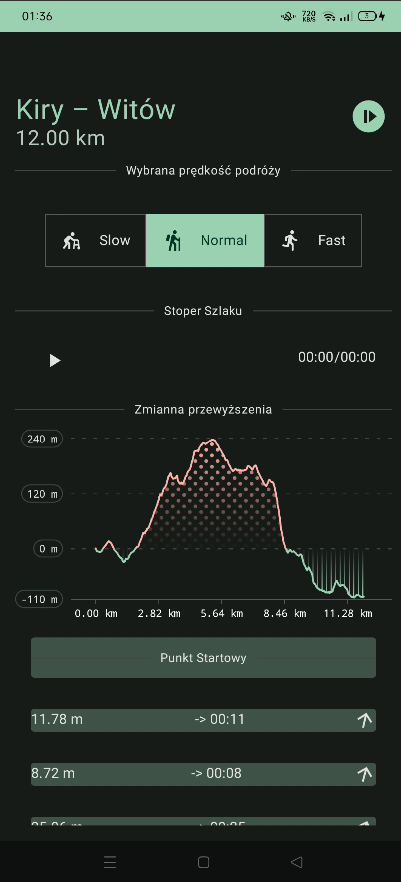 01:36
720
KB/S
3
Kiry – Witów
12.00 km
Wybrana prędkość podróży
Slow Normal Fast
Stoper Szlaku
00:00/00:00
Zmianna przewyższenia
240 m
120 m
0 m
-110 m
0.00 km 2.82 km 5.64 km 8.46 km 11.28 km
Punkt Startowy
11.78 m -> 00:11
8.72 m -> 00:08